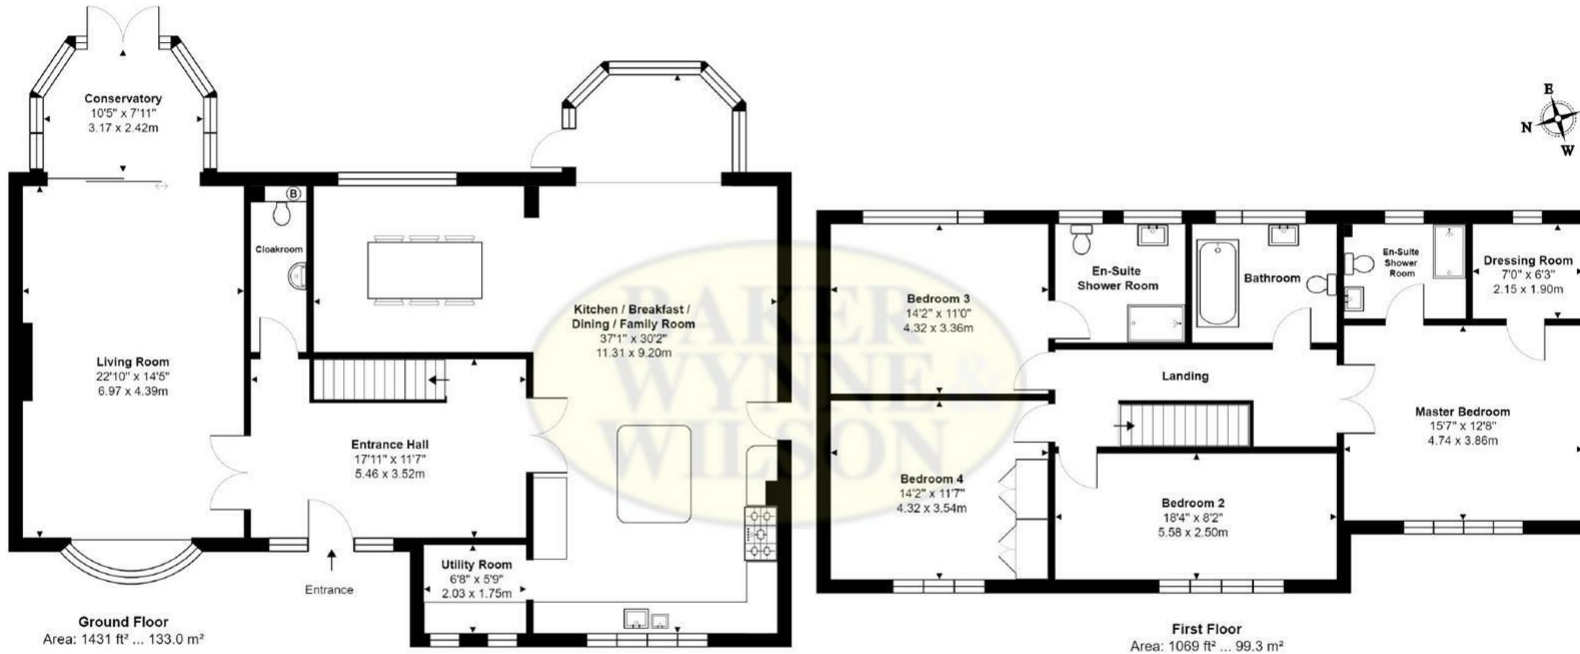 Conservatory
10'5" x 7'11"
3.17 x 2.42m
B
Cloakroom
Living Room
22'10" x 14'5"
6.97 x 4.39m
Kitchen / Breakfast /
Dining / Family Room
37'1" x 30'2"
11.31 x 9.20m
Entrance Hall
17'11" x 11'7"
5.46 x 3.52m
Utility Room
6'8" x 5'9"
2.03 x 1.75m
Entrance
Ground Floor
Area: 1431 ft² ... 133.0 m²
BAKER
WYNNE &
WILSON
E
N
W
Bedroom 3
14'2" x 11'0"
4.32 x 3.36m
En-Suite
Shower Room
Bathroom
En-Suite
Shower
Room
Dressing Room
7'0" x 6'3"
2.15 x 1.90m
Landing
Master Bedroom
15'7" x 12'8"
4.74 x 3.86m
Bedroom 4
14'2" x 11'7"
4.32 x 3.54m
Bedroom 2
18'4" x 8'2"
5.58 x 2.50m
First Floor
Area: 1069 ft² ... 99.3 m²